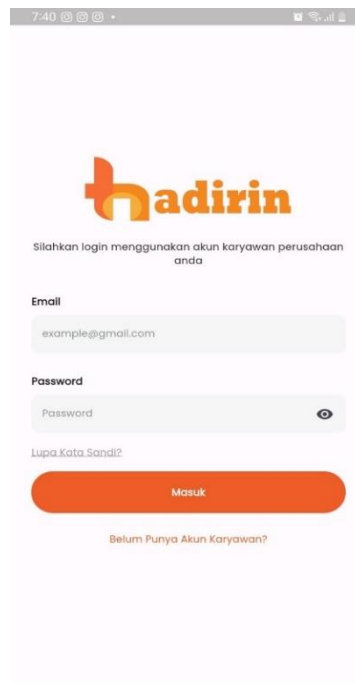 7:40
hadirin
Silahkan login menggunakan akun karyawan perusahaan
anda
Email
example@gmail.com
Password
Password
Lupa Kata Sandi?
Masuk
Belum Punya Akun Karyawan?